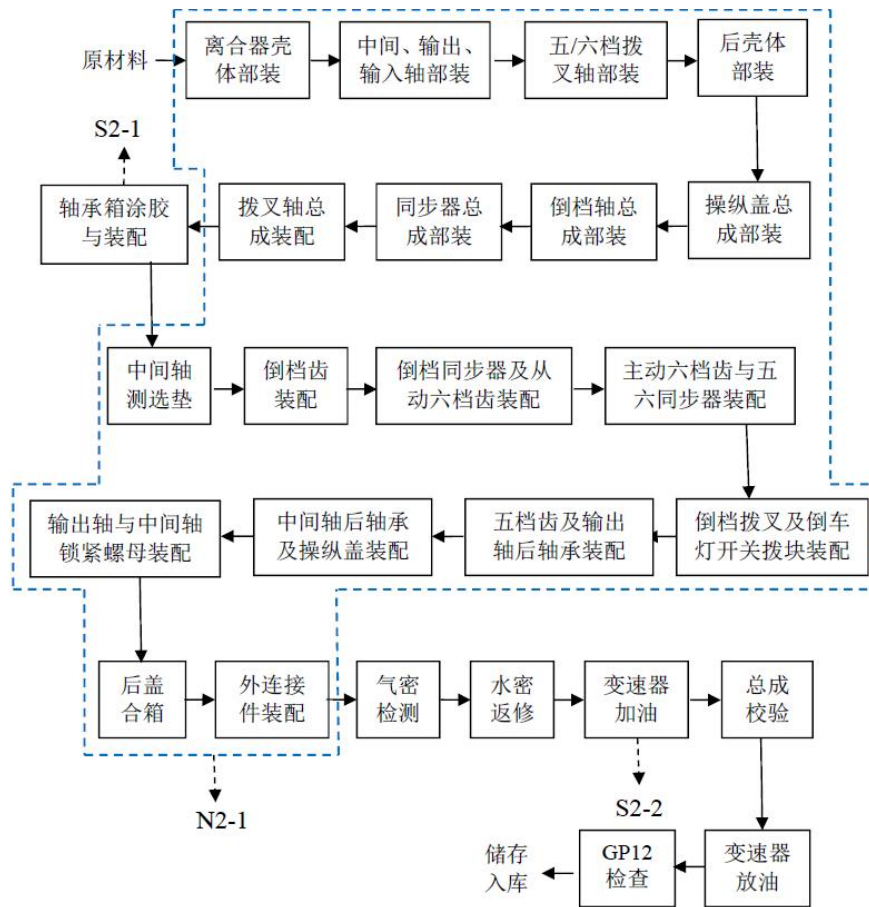 原材料
离合器壳
体部装
中间、输出、
输入轴部装
五/六档拨
叉轴部装
后壳体
部装
S2-1
轴承箱涂胶
与装配
拨叉轴总
成装配
同步器总
成部装
倒档轴总
成部装
操纵盖总
成部装
中间轴
测选垫
倒档齿
装配
倒档同步器及从
动六档齿装配
主动六档齿与五
六同步器装配
输出轴与中间轴
锁紧螺母装配
中间轴后轴承
及操纵盖装配
五档齿及输出
轴后轴承装配
倒档拨叉及倒车
灯开关拨块装配
后盖
合箱
外连接
件装配
气密
检测
水密
返修
变速器
加油
总成
校验
N2-1
S2-2
储存
入库
GP12
检查
变速器
放油